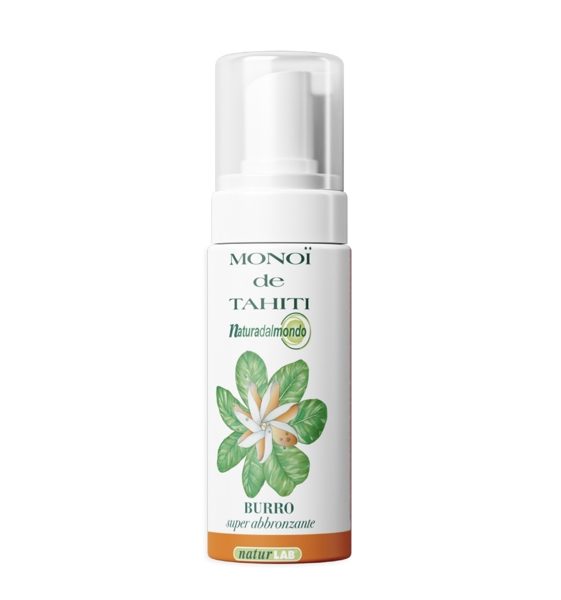 MONOÏ
de
TAHITI
naturadalmondo
BURRO
super abbronzante
naturLAB